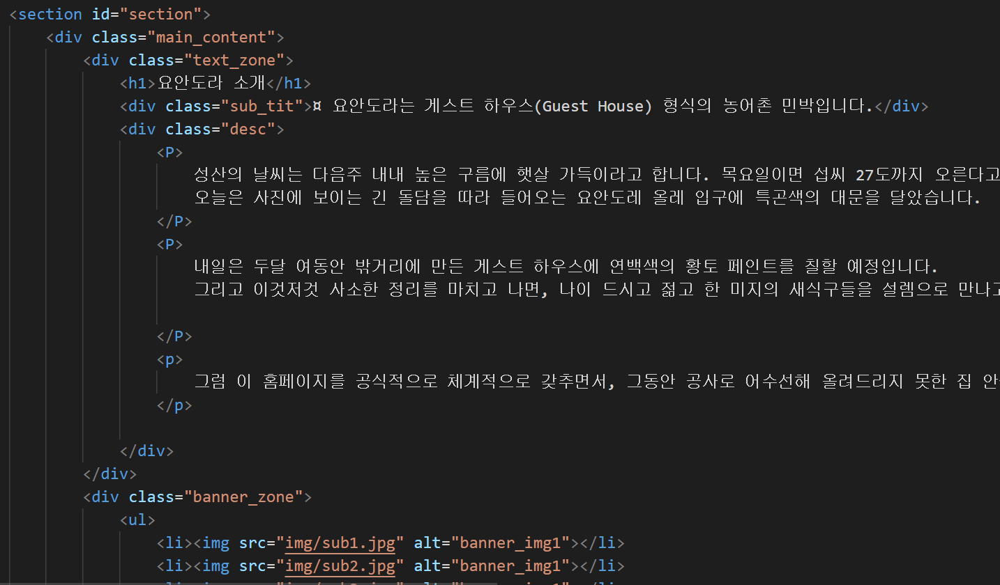 <section id="section">
<div class="main_content">
<div class="text_zone">
<h1>요안도라 소개</h1>
<div class="sub_tit">¤ 요안도라는 게스트 하우스(Guest House) 형식의 농어촌 민박입니다.</div>
<div class="desc">
<P>
성산의 날씨는 다음주 내내 높은 구름에 햇살 가득이라고 합니다. 목요일이면 섭씨 27도까지 오른다고
오늘은 사진에 보이는 긴 돌담을 따라 들어오는 요안도레 올레 입구에 특곤색의 대문을 달았습니다.
</P>
<P>
내일은 두달 여동안 밖거리에 만든 게스트 하우스에 연백색의 황토 페인트를 칠할 예정입니다.
그리고 이것저것 사소한 정리를 마치고 나면, 나이 드시고 젊고 한 미지의 새식구들을 설렘으로 만나고
</P>
<p>
그럼 이 홈페이지를 공식적으로 체계적으로 갖추면서, 그동안 공사로 어수선해 올려드리지 못한 집 안
</p>
</div>
</div>
<div class="banner_zone">
<ul>
<li><img src="img/sub1.jpg" alt="banner_img1"></li>
<li><img src="img/sub2.jpg" alt="banner_img1"></li>